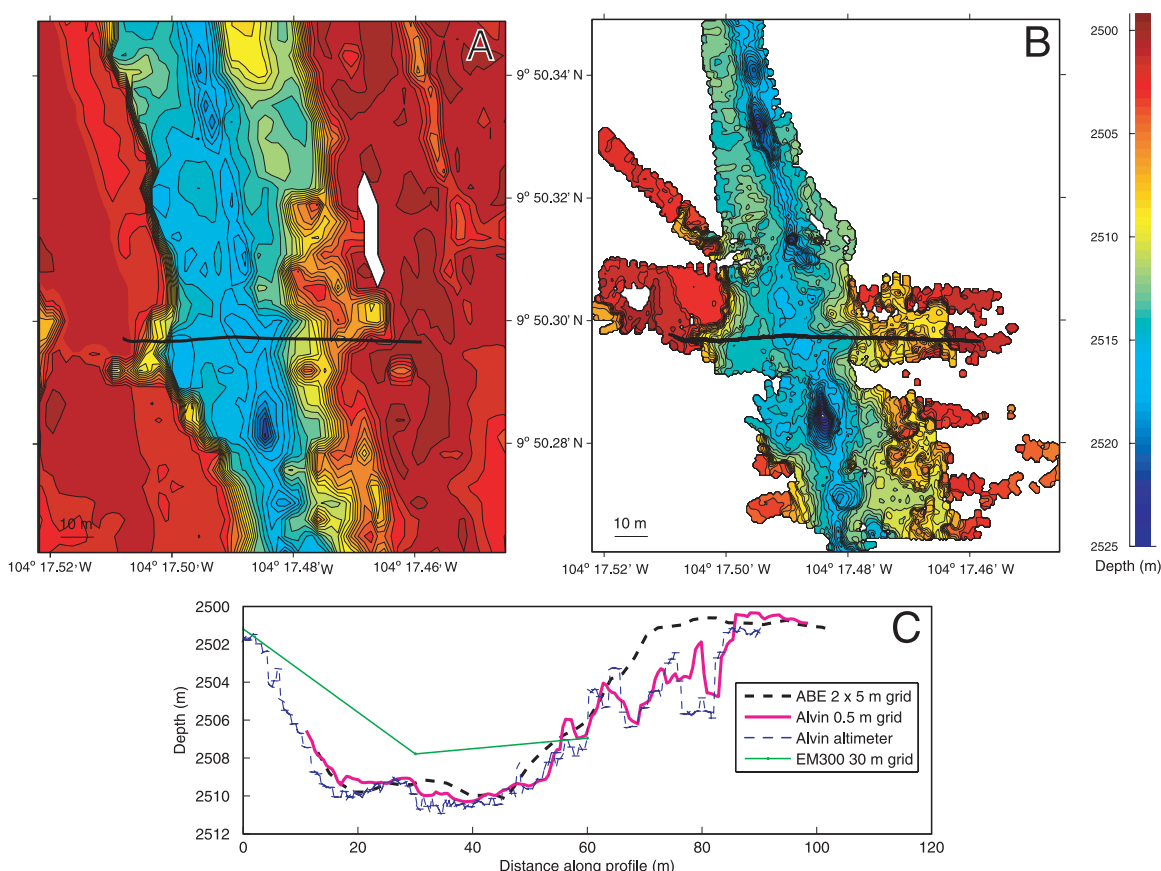 A
B
9° 50.34' N
9° 50.32' N
9° 50.30' N
9° 50.28' N
10 m
10 m
104° 17.52' W
104° 17.50' W
104° 17.48' W
104° 17.46' W
104° 17.52' W
104° 17.50' W
104° 17.48' W
104° 17.46' W
2500
2505
2510
2515
2520
2525
Depth (m)
C
2500
2502
2504
2506
2508
2510
2512
Depth (m)
ABE 2 x 5 m grid
Alvin 0.5 m grid
Alvin altimeter
EM300 30 m grid
0
20
40
60
80
100
120
Distance along profile (m)